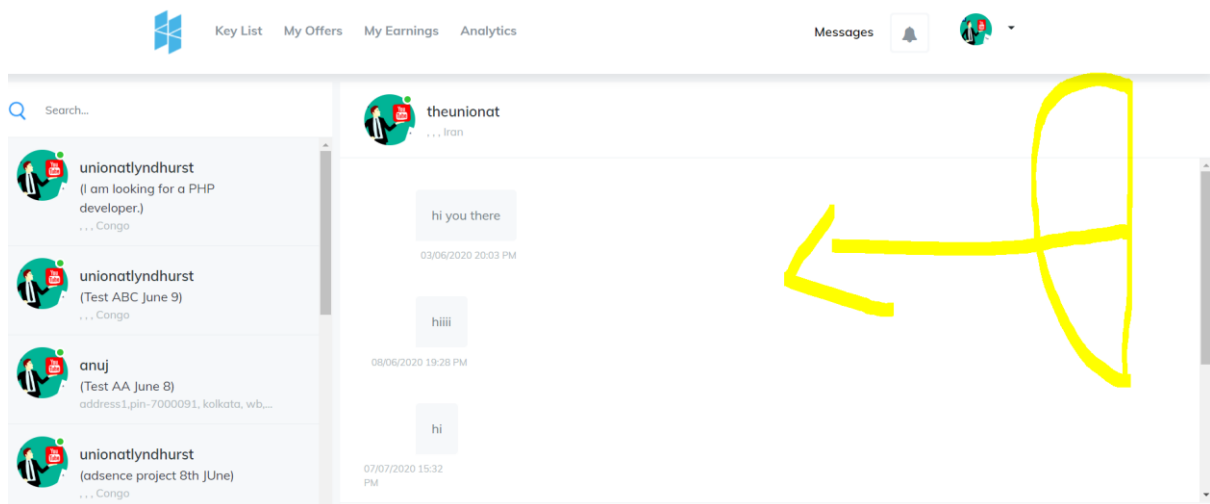 Key List My Offers My Earnings Analytics Messages
Search...
unionatlyndhurst
(I am looking for a PHP
developer.)
, , , Congo
unionatlyndhurst
(Test ABC June 9)
, , , Congo
anuj
(Test AA June 8)
address1,pin-7000091, kolkata, wb,...
unionatlyndhurst
(adsence project 8th JUne)
, , , Congo
theunionat
, , , Iran
hi you there
03/06/2020 20:03 PM
hiiii
08/06/2020 19:28 PM
hi
07/07/2020 15:32
PM